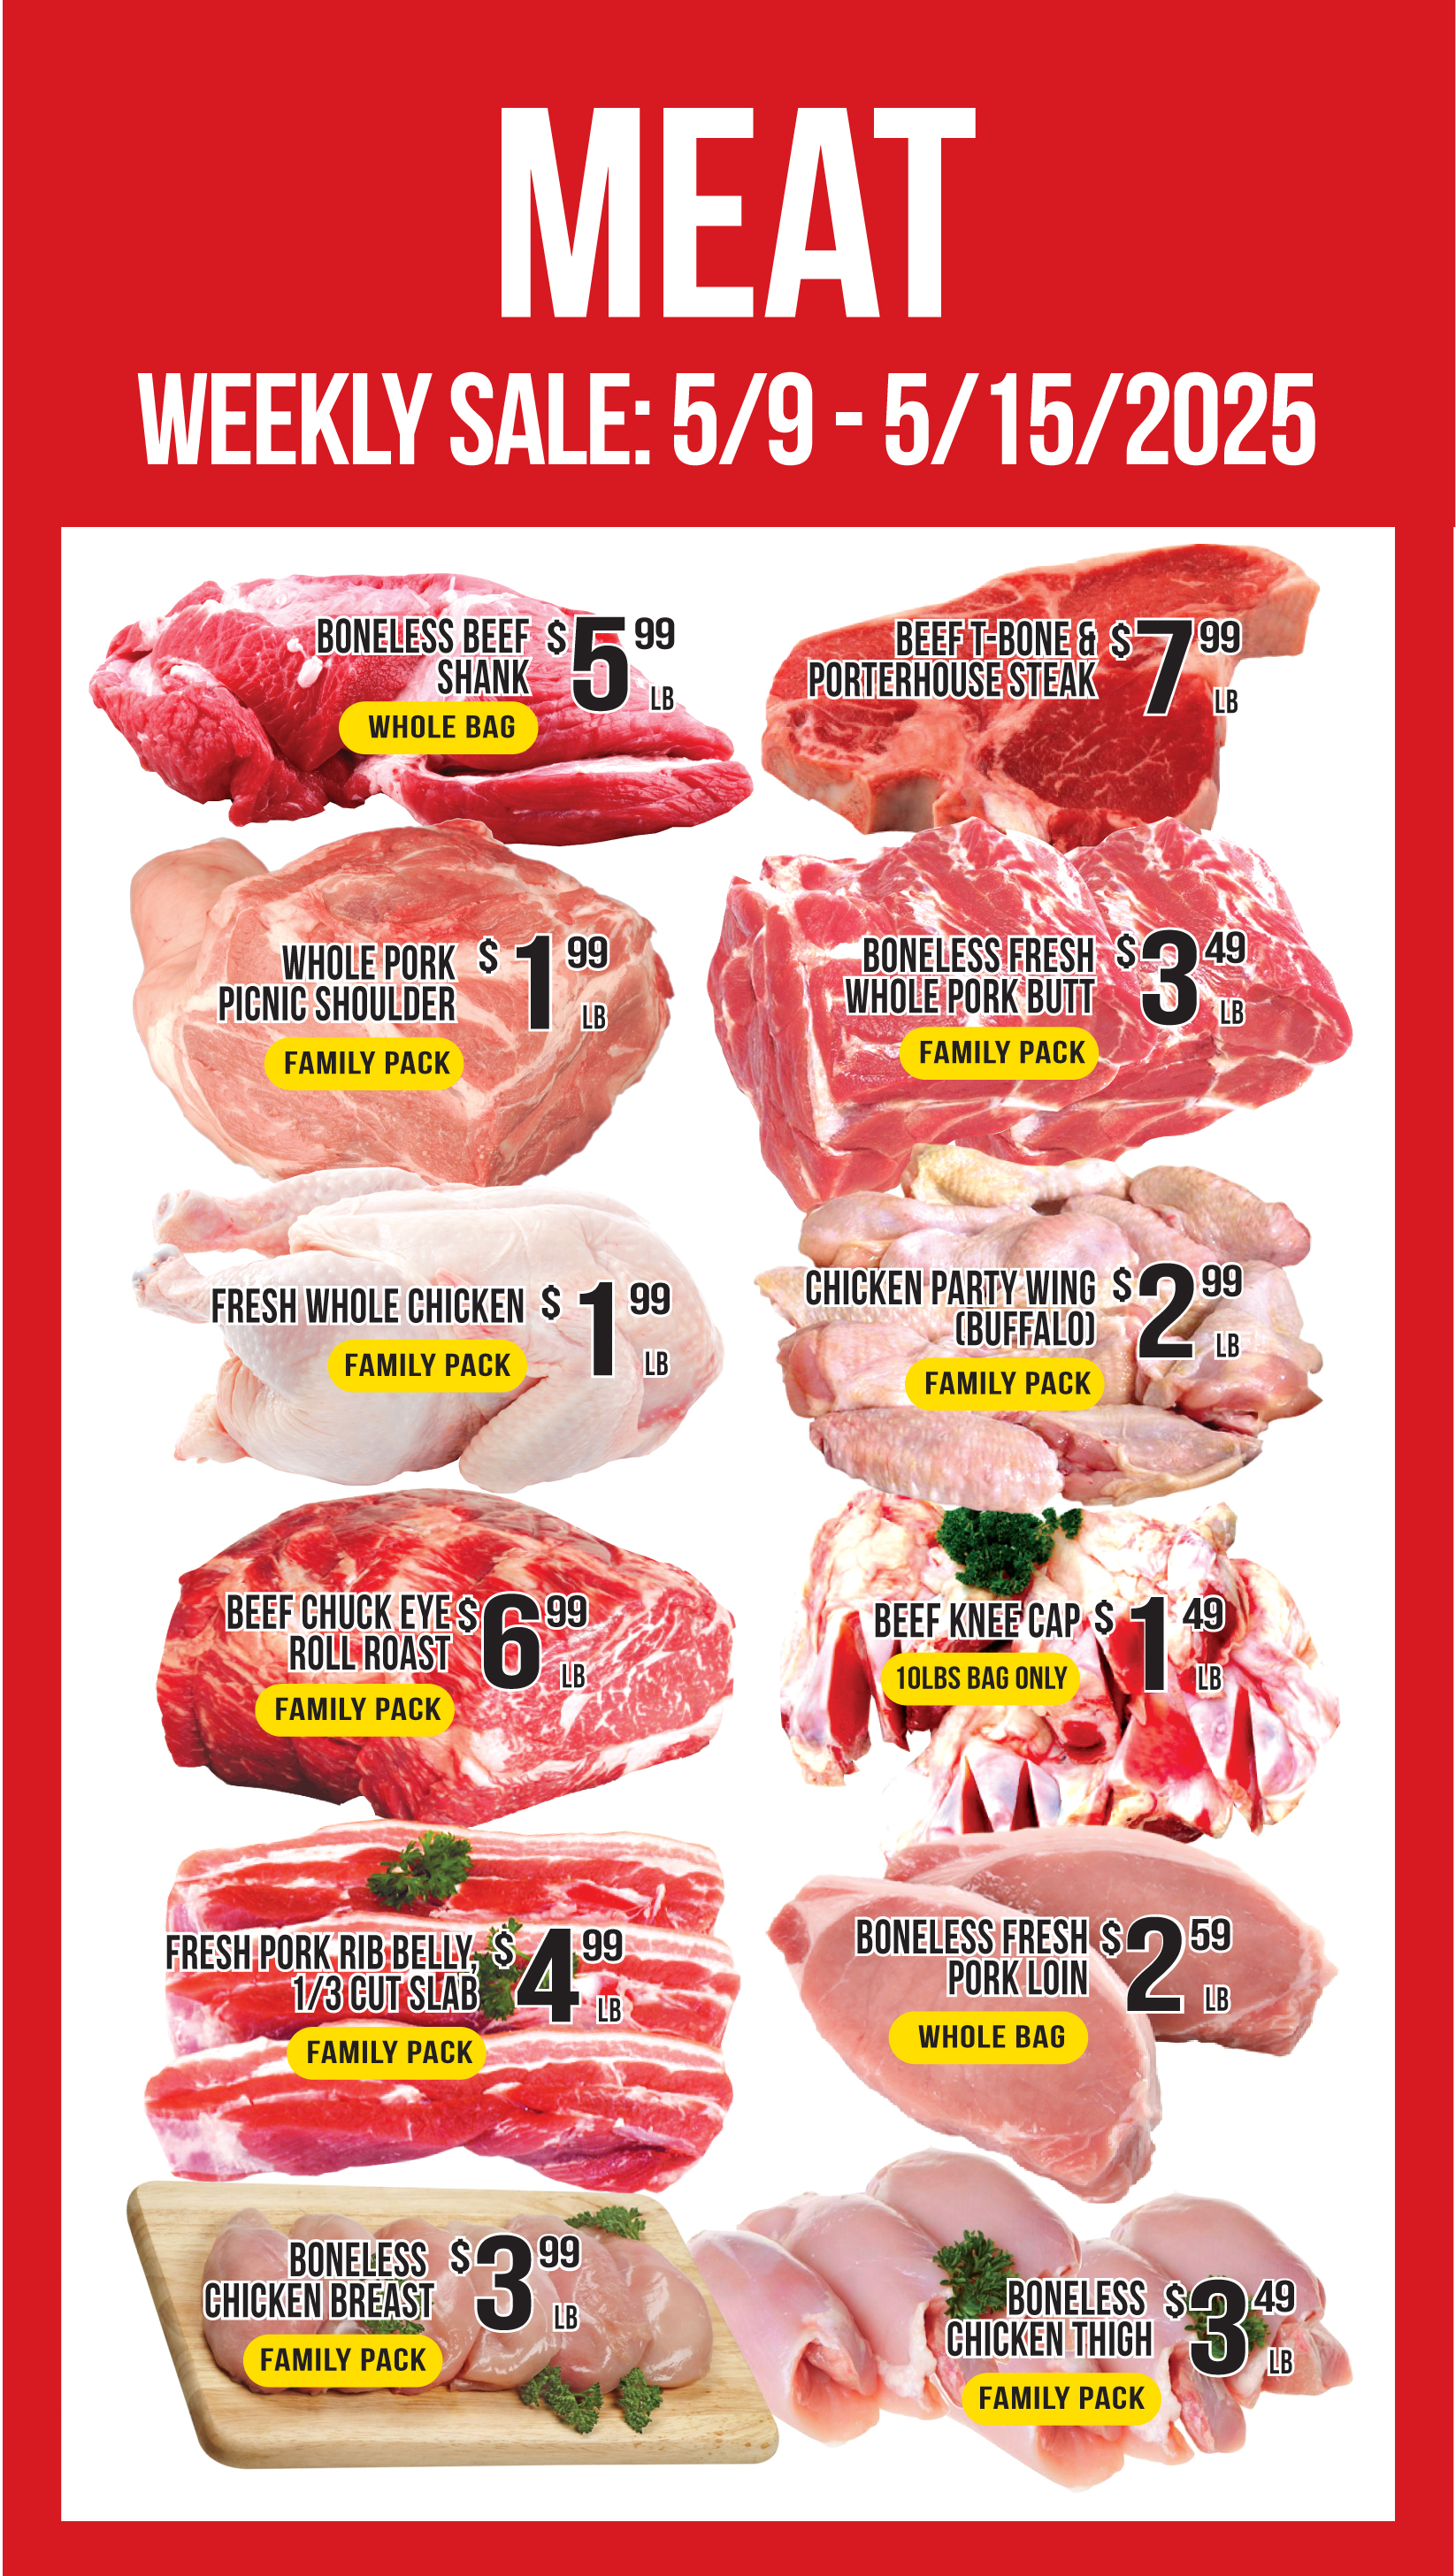 MEAT
WEEKLY SALE: 5/9 - 5/15/2025
BONELESS BEEF
SHANK
$5 99
LB
WHOLE BAG
BEEF T-BONE &
PORTERHOUSE STEAK
$7 99
LB
WHOLE PORK
PICNIC SHOULDER
$1 99
LB
FAMILY PACK
BONELESS FRESH
WHOLE PORK BUTT
$3 49
LB
FAMILY PACK
FRESH WHOLE CHICKEN
$1 99
LB
FAMILY PACK
CHICKEN PARTY WING
(BUFFALO)
$2 99
LB
FAMILY PACK
BEEF CHUCK EYE
ROLL ROAST
$6 99
LB
FAMILY PACK
BEEF KNEE CAP
$1 49
LB
10LBS BAG ONLY
FRESH PORK RIB BELLY,
1/3 CUT SLAB
$4 99
LB
FAMILY PACK
BONELESS FRESH
PORK LOIN
$2 59
LB
WHOLE BAG
BONELESS
CHICKEN BREAST
$3 99
LB
FAMILY PACK
BONELESS
CHICKEN THIGH
$3 49
LB
FAMILY PACK